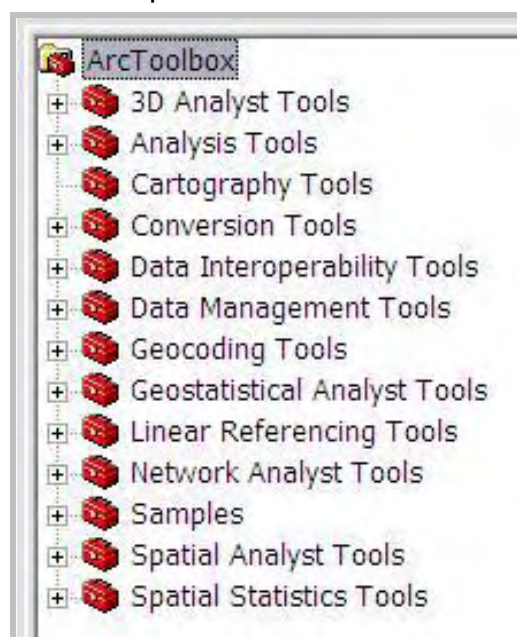 ArcToolbox
3D Analyst Tools
Analysis Tools
Cartography Tools
Conversion Tools
Data Interoperability Tools
Data Management Tools
Geocoding Tools
Geostatistical Analyst Tools
Linear Referencing Tools
Network Analyst Tools
Samples
Spatial Analyst Tools
Spatial Statistics Tools